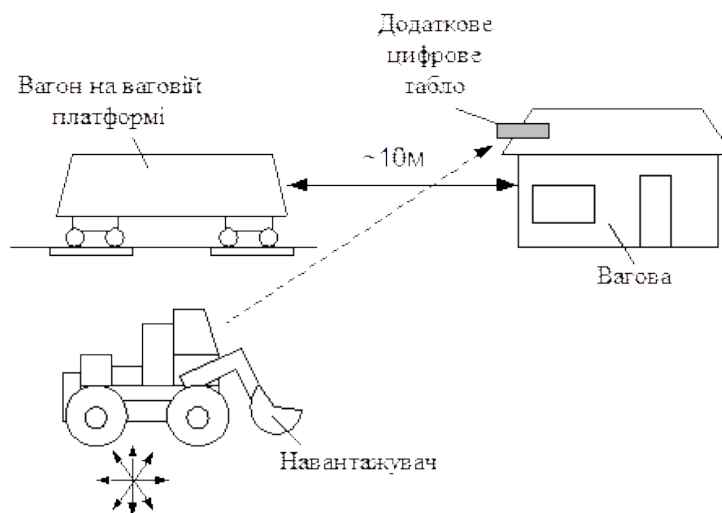 Додаткове
цифрове
табло
Вагон на ваговій
платформі
~10м
Вагова
Навантажувач